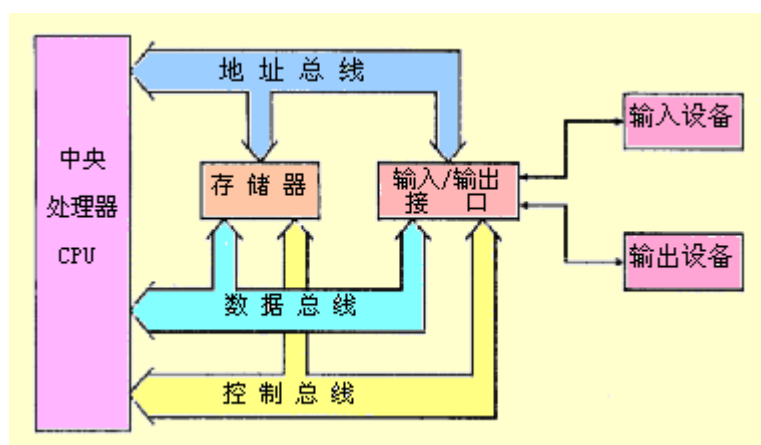 地 址 总 线
输入设备
中央
处理器
CPU
存 储 器
输入/输出
接 口
输出设备
数 据 总 线
控 制 总 线